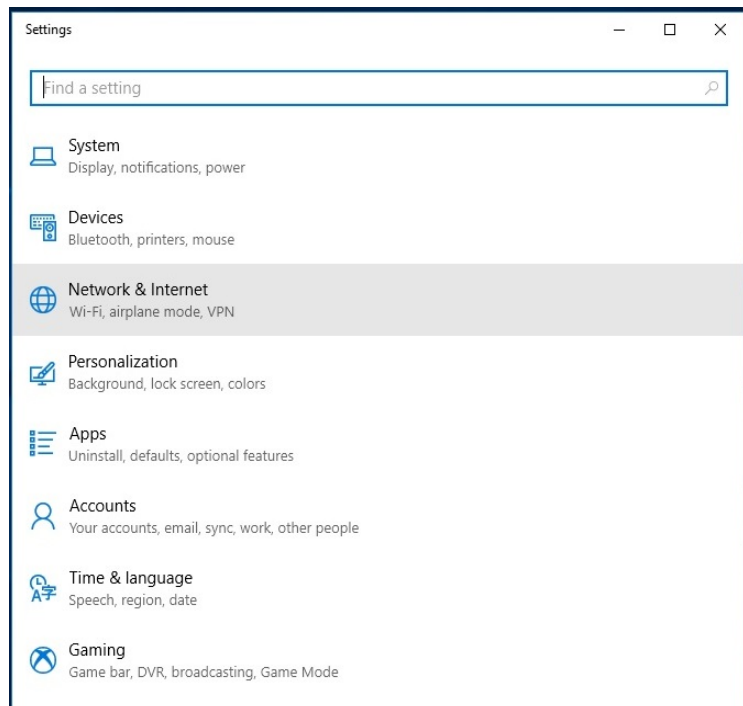 Settings
Find a setting
System
Display, notifications, power
Devices
Bluetooth, printers, mouse
Network & Internet
Wi-Fi, airplane mode, VPN
Personalization
Background, lock screen, colors
Apps
Uninstall, defaults, optional features
Accounts
Your accounts, email, sync, work, other people
Time & language
Speech, region, date
Gaming
Game bar, DVR, broadcasting, Game Mode